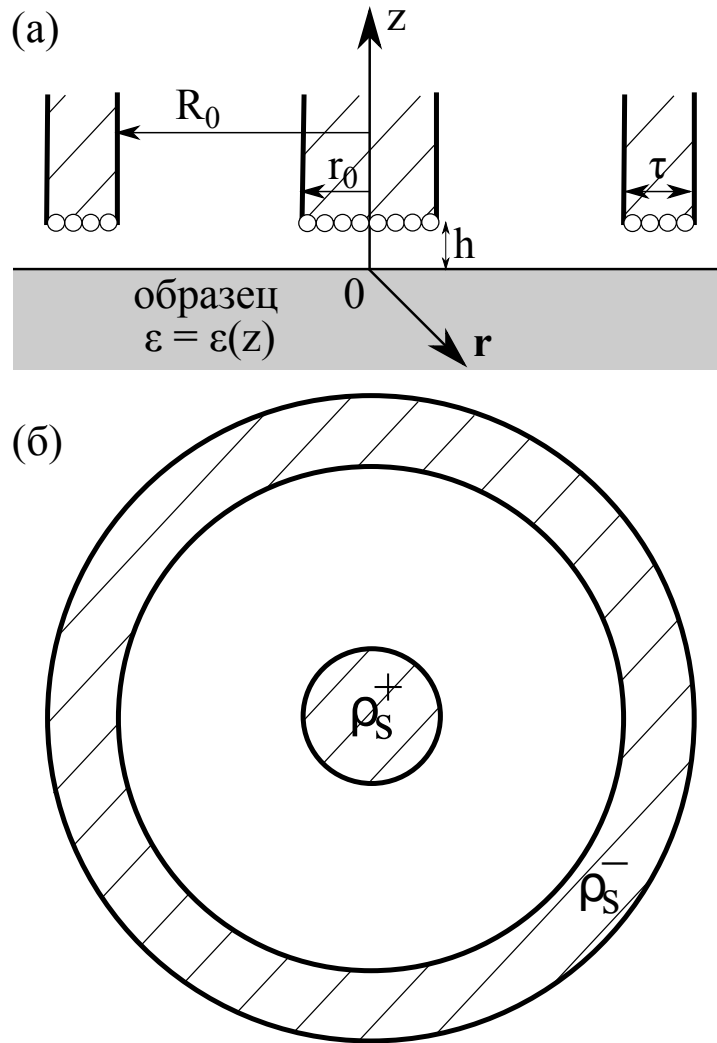 (а)
z
R₀
r₀
τ
h
образец
0
ε = ε(z)
r
(б)
ρₛ⁺
ρₛ⁻